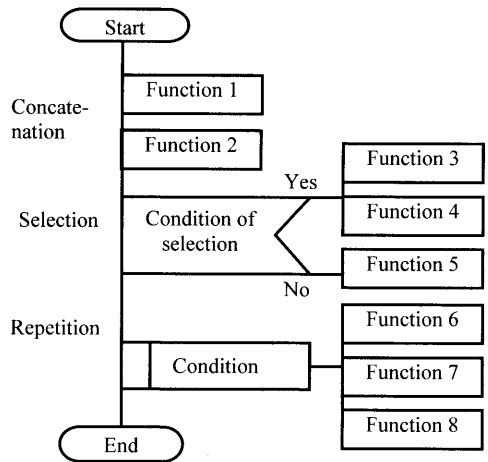 Start
Function 1
Concate-
nation
Function 2
Yes
Function 3
Selection
Condition of
selection
Function 4
Function 5
No
Repetition
Function 6
Condition
Function 7
Function 8
End